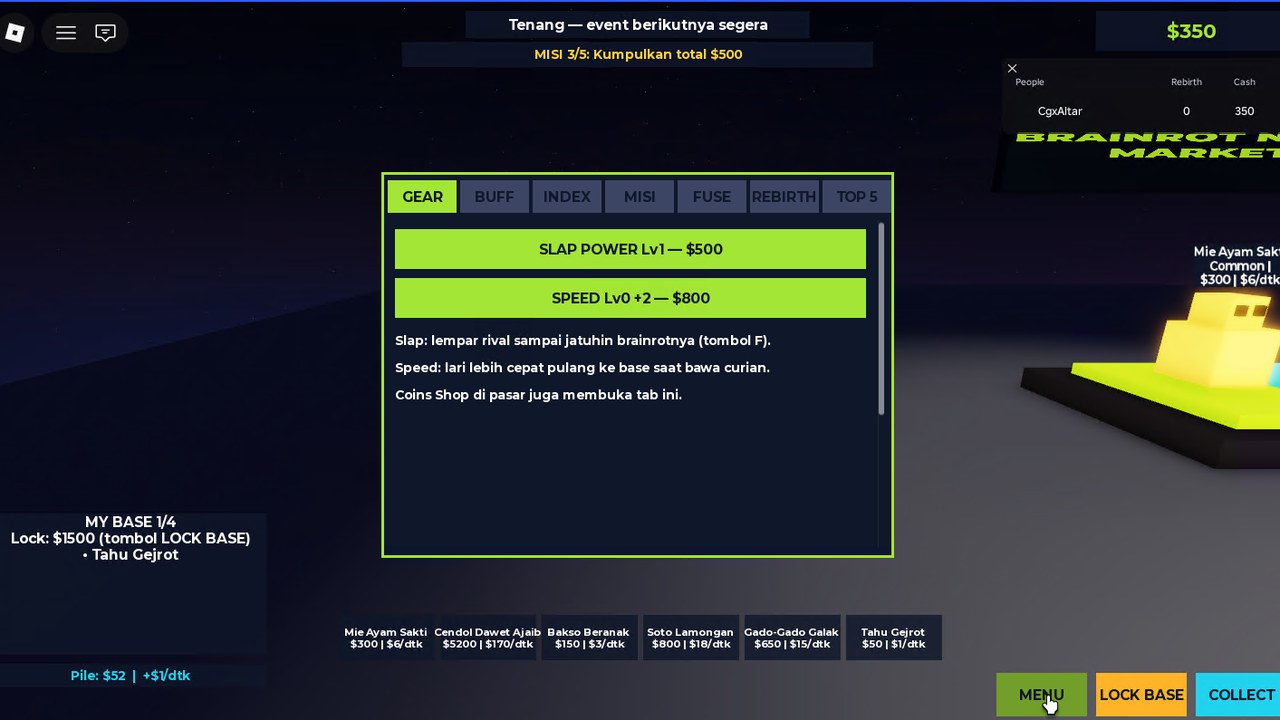 Tenang — event berikutnya segera
MISI 3/5: Kumpulkan total $500
$350
People Rebirth Cash
CgxAltar 0 350
BRAINROT
MARKET
GEAR BUFF INDEX MISI FUSE REBIRTH TOP 5
SLAP POWER Lv1 — $500
SPEED Lv0 +2 — $800
Slap: lempar rival sampai jatuhin brainrotnya (tombol F).
Speed: lari lebih cepat pulang ke base saat bawa curian.
Coins Shop di pasar juga membuka tab ini.
Mie Ayam Sakt
Common |
$300 | $6/dtk
MY BASE 1/4
Lock: $1500 (tombol LOCK BASE)
• Tahu Gejrot
Pile: $52 | +$1/dtk
Mie Ayam Sakti
$300 | $6/dtk
Cendol Dawet Ajaib
$5200 | $170/dtk
Bakso Beranak
$150 | $3/dtk
Soto Lamongan
$800 | $18/dtk
Gado-Gado Galak
$650 | $15/dtk
Tahu Gejrot
$50 | $1/dtk
MENU
LOCK BASE
COLLECT